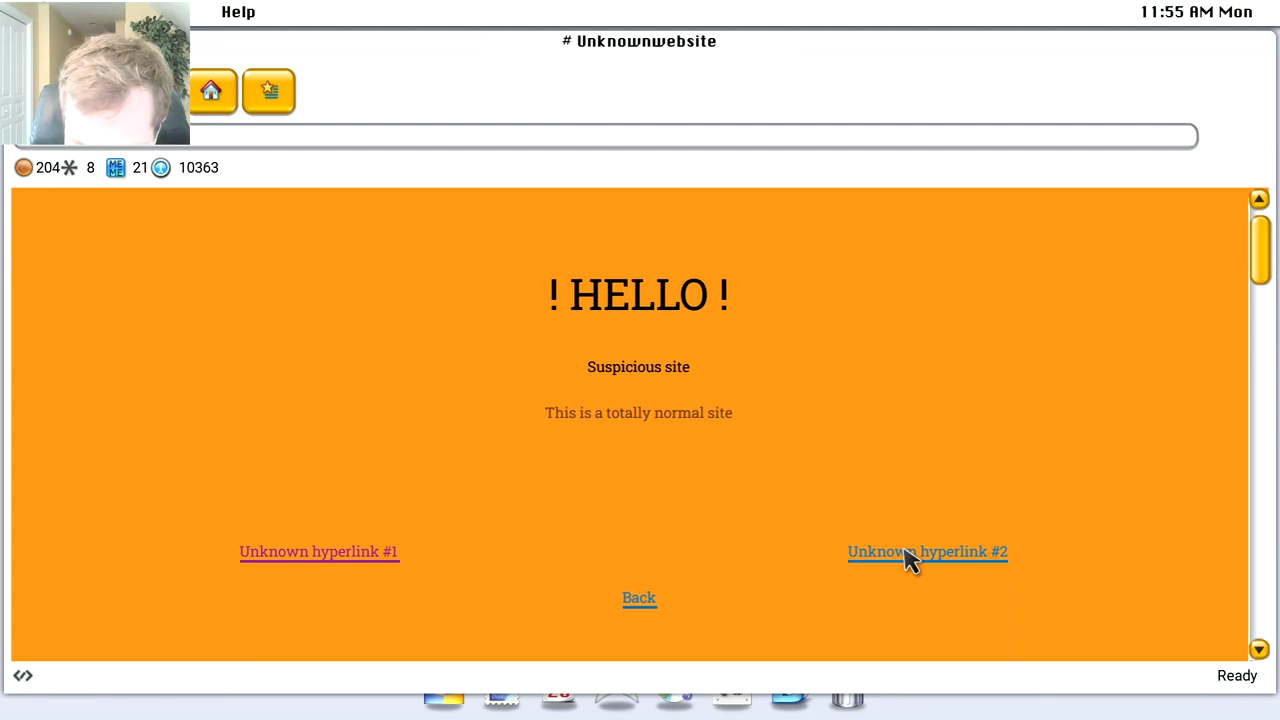 Help
11:55 AM Mon
# Unknownwebsite
204 8 MEME 21 10363
! HELLO !
Suspicious site
This is a totally normal site
Unknown hyperlink #1
Unknown hyperlink #2
Back
Ready